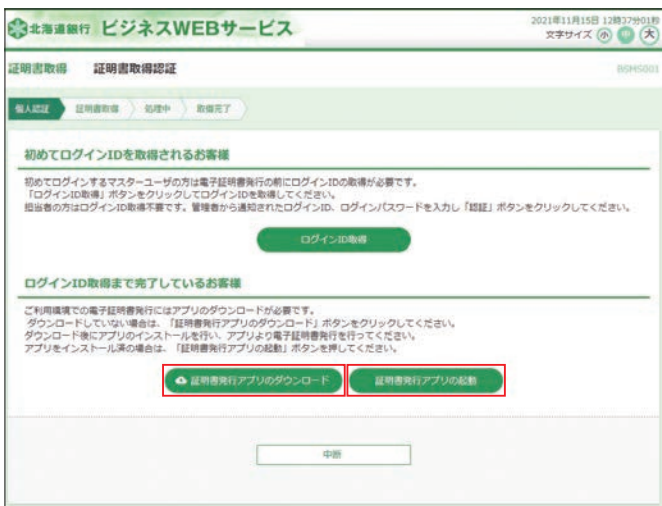 北海道銀行 ビジネスWEBサービス
2021年11月15日 12時37分01秒
文字サイズ 小 中 大
証明書取得 証明書取得認証
BSMS001
個人認証 証明書取得 処理中 取得完了
初めてログインIDを取得されるお客様
初めてログインするマスターユーザの方は電子証明書発行の前にログインIDの取得が必要です。
「ログインID取得」ボタンをクリックしてログインIDを取得してください。
担当者の方はログインID取得不要です。管理者から通知されたログインID、ログインパスワードを入力し「認証」ボタンをクリックしてください。
ログインID取得
ログインID取得まで完了しているお客様
ご利用環境での電子証明書発行にはアプリのダウンロードが必要です。
ダウンロードしていない場合は、「証明書発行アプリのダウンロード」ボタンをクリックしてください。
ダウンロード後にアプリのインストールを行い、アプリより電子証明書発行を行ってください。
アプリをインストール済の場合は、「証明書発行アプリの起動」ボタンを押してください。
証明書発行アプリのダウンロード 証明書発行アプリの起動
中断